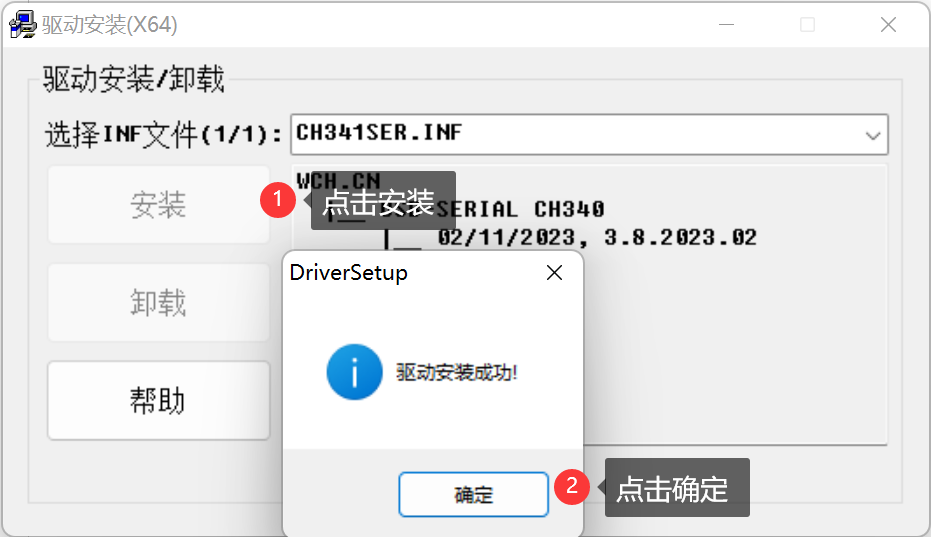 驱动安装(X64)
驱动安装/卸载
选择INF文件(1/1):
CH341SER.INF
安装
1
点击安装
WCH.CN
SERIAL CH340
|__ 02/11/2023, 3.8.2023.02
卸载
帮助
DriverSetup
驱动安装成功!
确定
2
点击确定